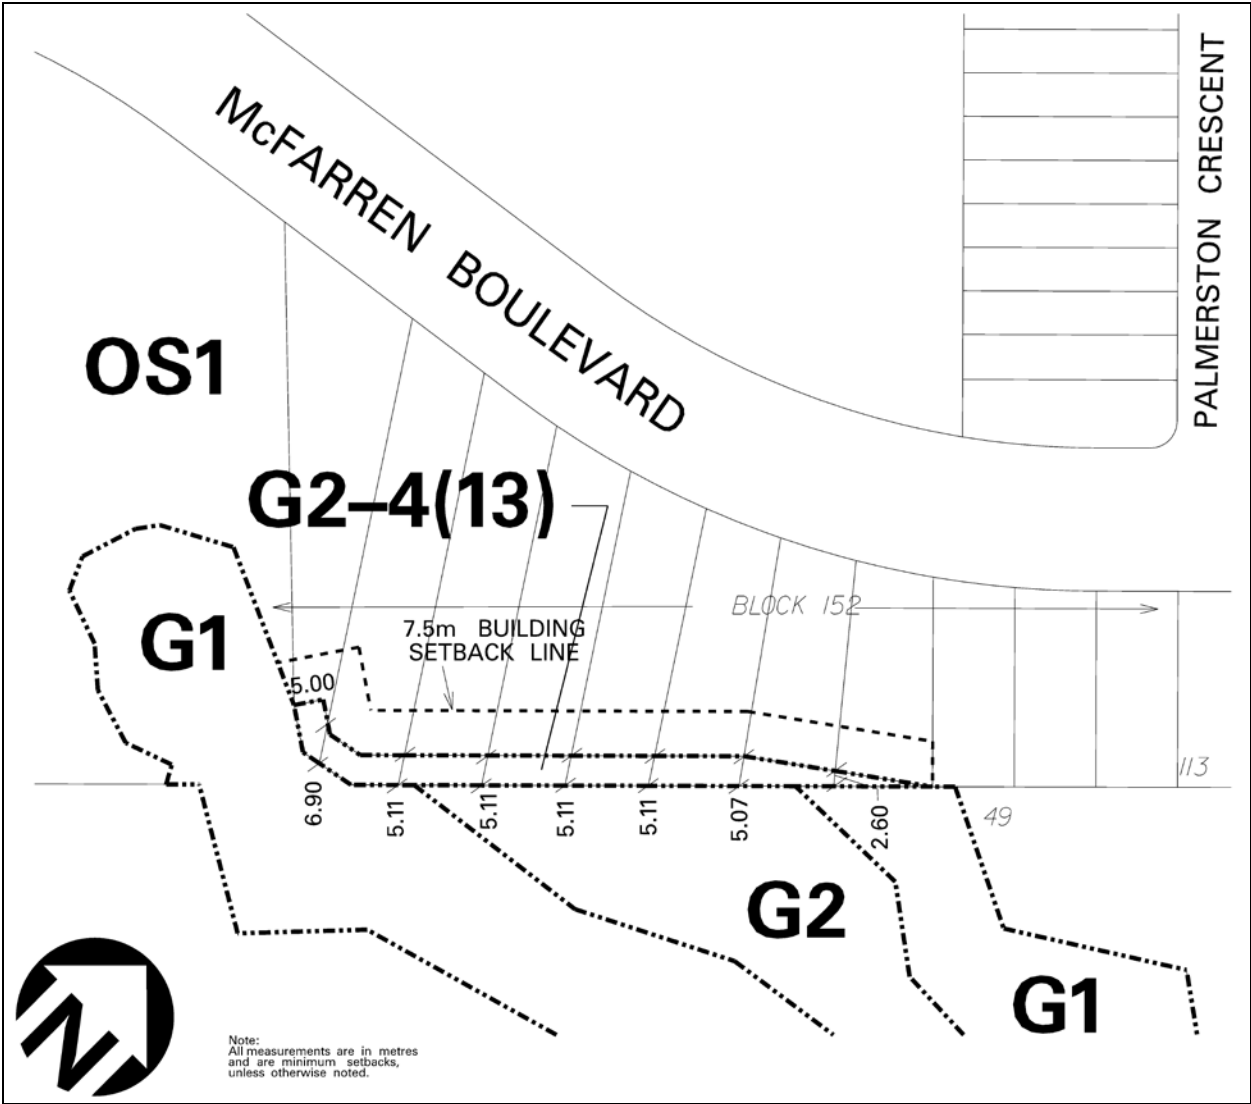 McFARREN BOULEVARD
PALMERSTON CRESCENT
OS1
G2–4(13)
BLOCK 152
7.5m BUILDING
SETBACK LINE
G1
5.00
113
6.90
5.11
5.11
5.11
5.11
5.07
2.60
49
G2
G1
N
Note:
All measurements are in metres
and are minimum setbacks,
unless otherwise noted.